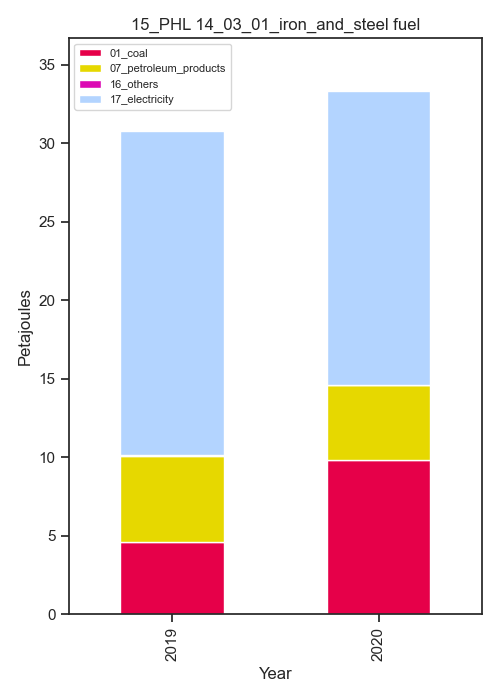 15_PHL 14_03_01_iron_and_steel fuel
01_coal
07_petroleum_products
16_others
17_electricity
35
30
25
20
15
10
5
0
Petajoules
2019
2020
Year